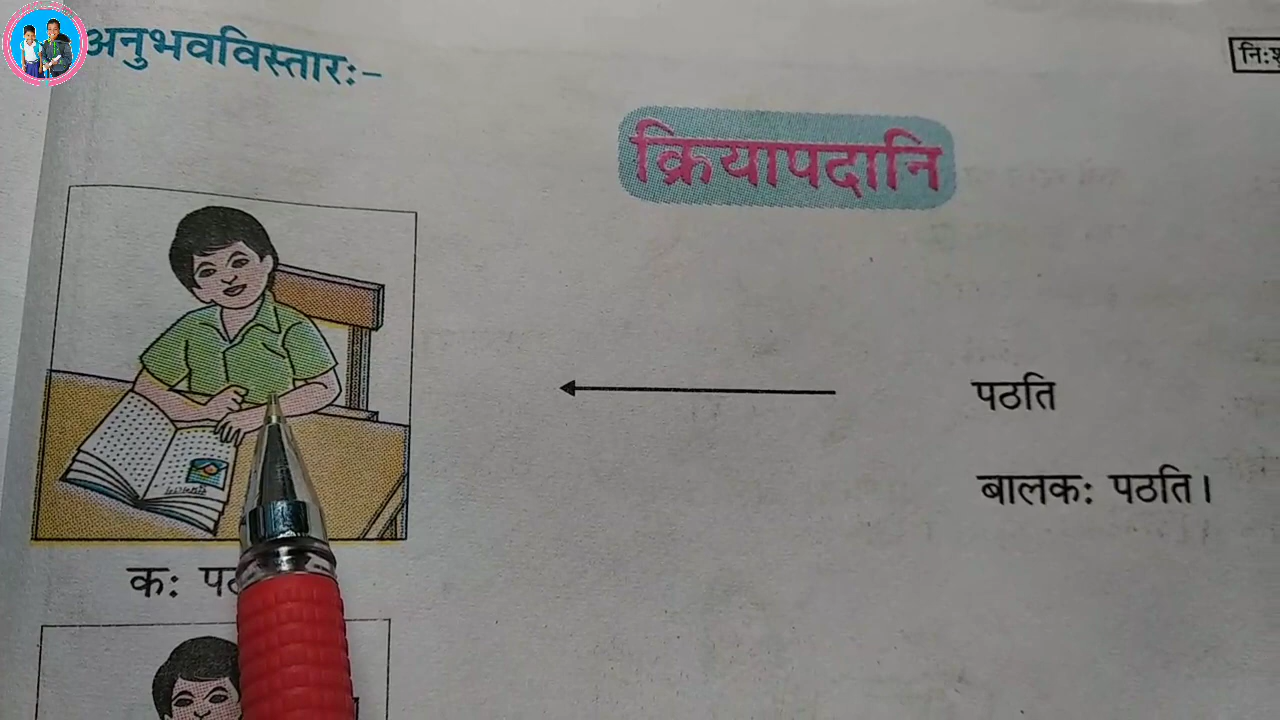 अनुभवविस्तारः-
क्रियापदानि
पठति
बालकः पठति।
कः